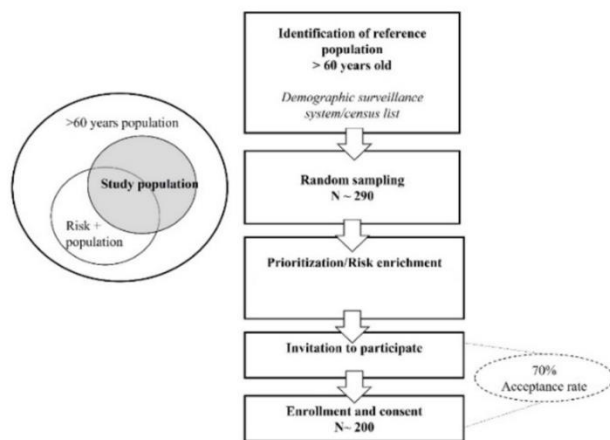 Identification of reference
population
> 60 years old
Demographic surveillance
system/census list
>60 years population
Study population
Risk +
population
Random sampling
N ~ 290
Prioritization/Risk enrichment
Invitation to participate
70%
Acceptance rate
Enrollment and consent
N~ 200